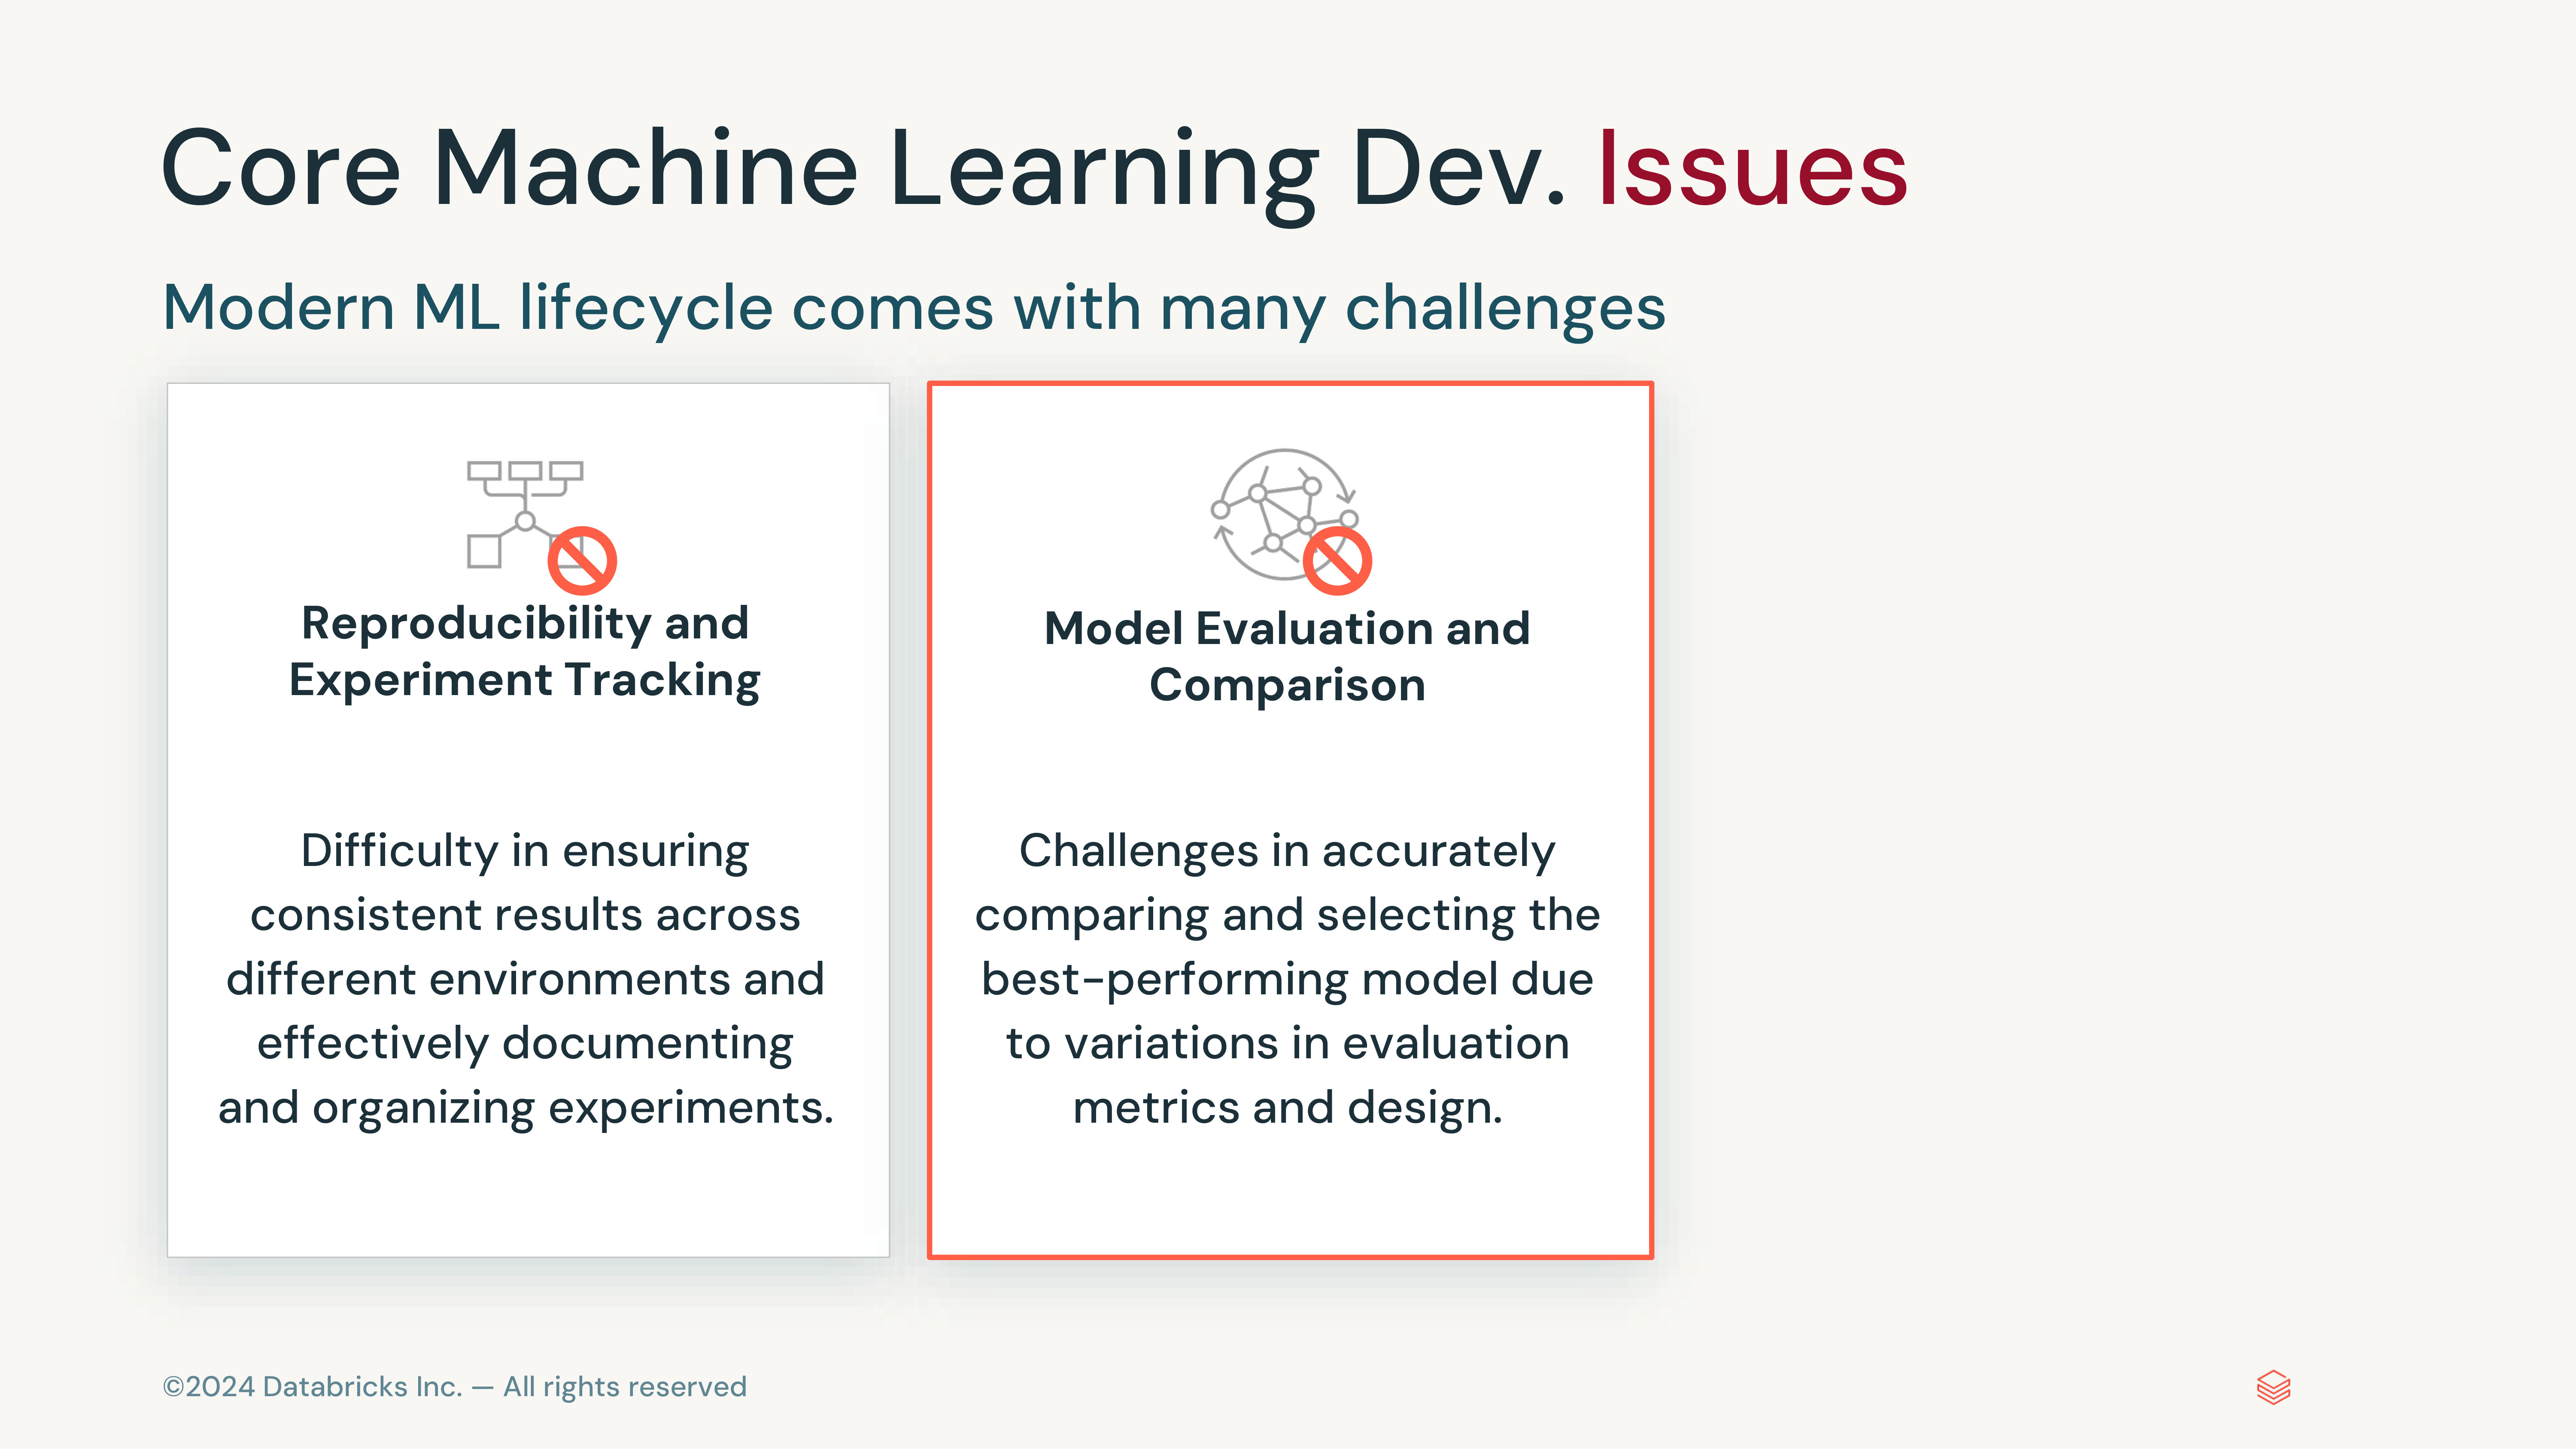 Core Machine Learning Dev. Issues
Modern ML lifecycle comes with many challenges
Reproducibility and
Experiment Tracking
Difficulty in ensuring
consistent results across
different environments and
effectively documenting
and organizing experiments.
Model Evaluation and
Comparison
Challenges in accurately
comparing and selecting the
best-performing model due
to variations in evaluation
metrics and design.
©2024 Databricks Inc. — All rights reserved